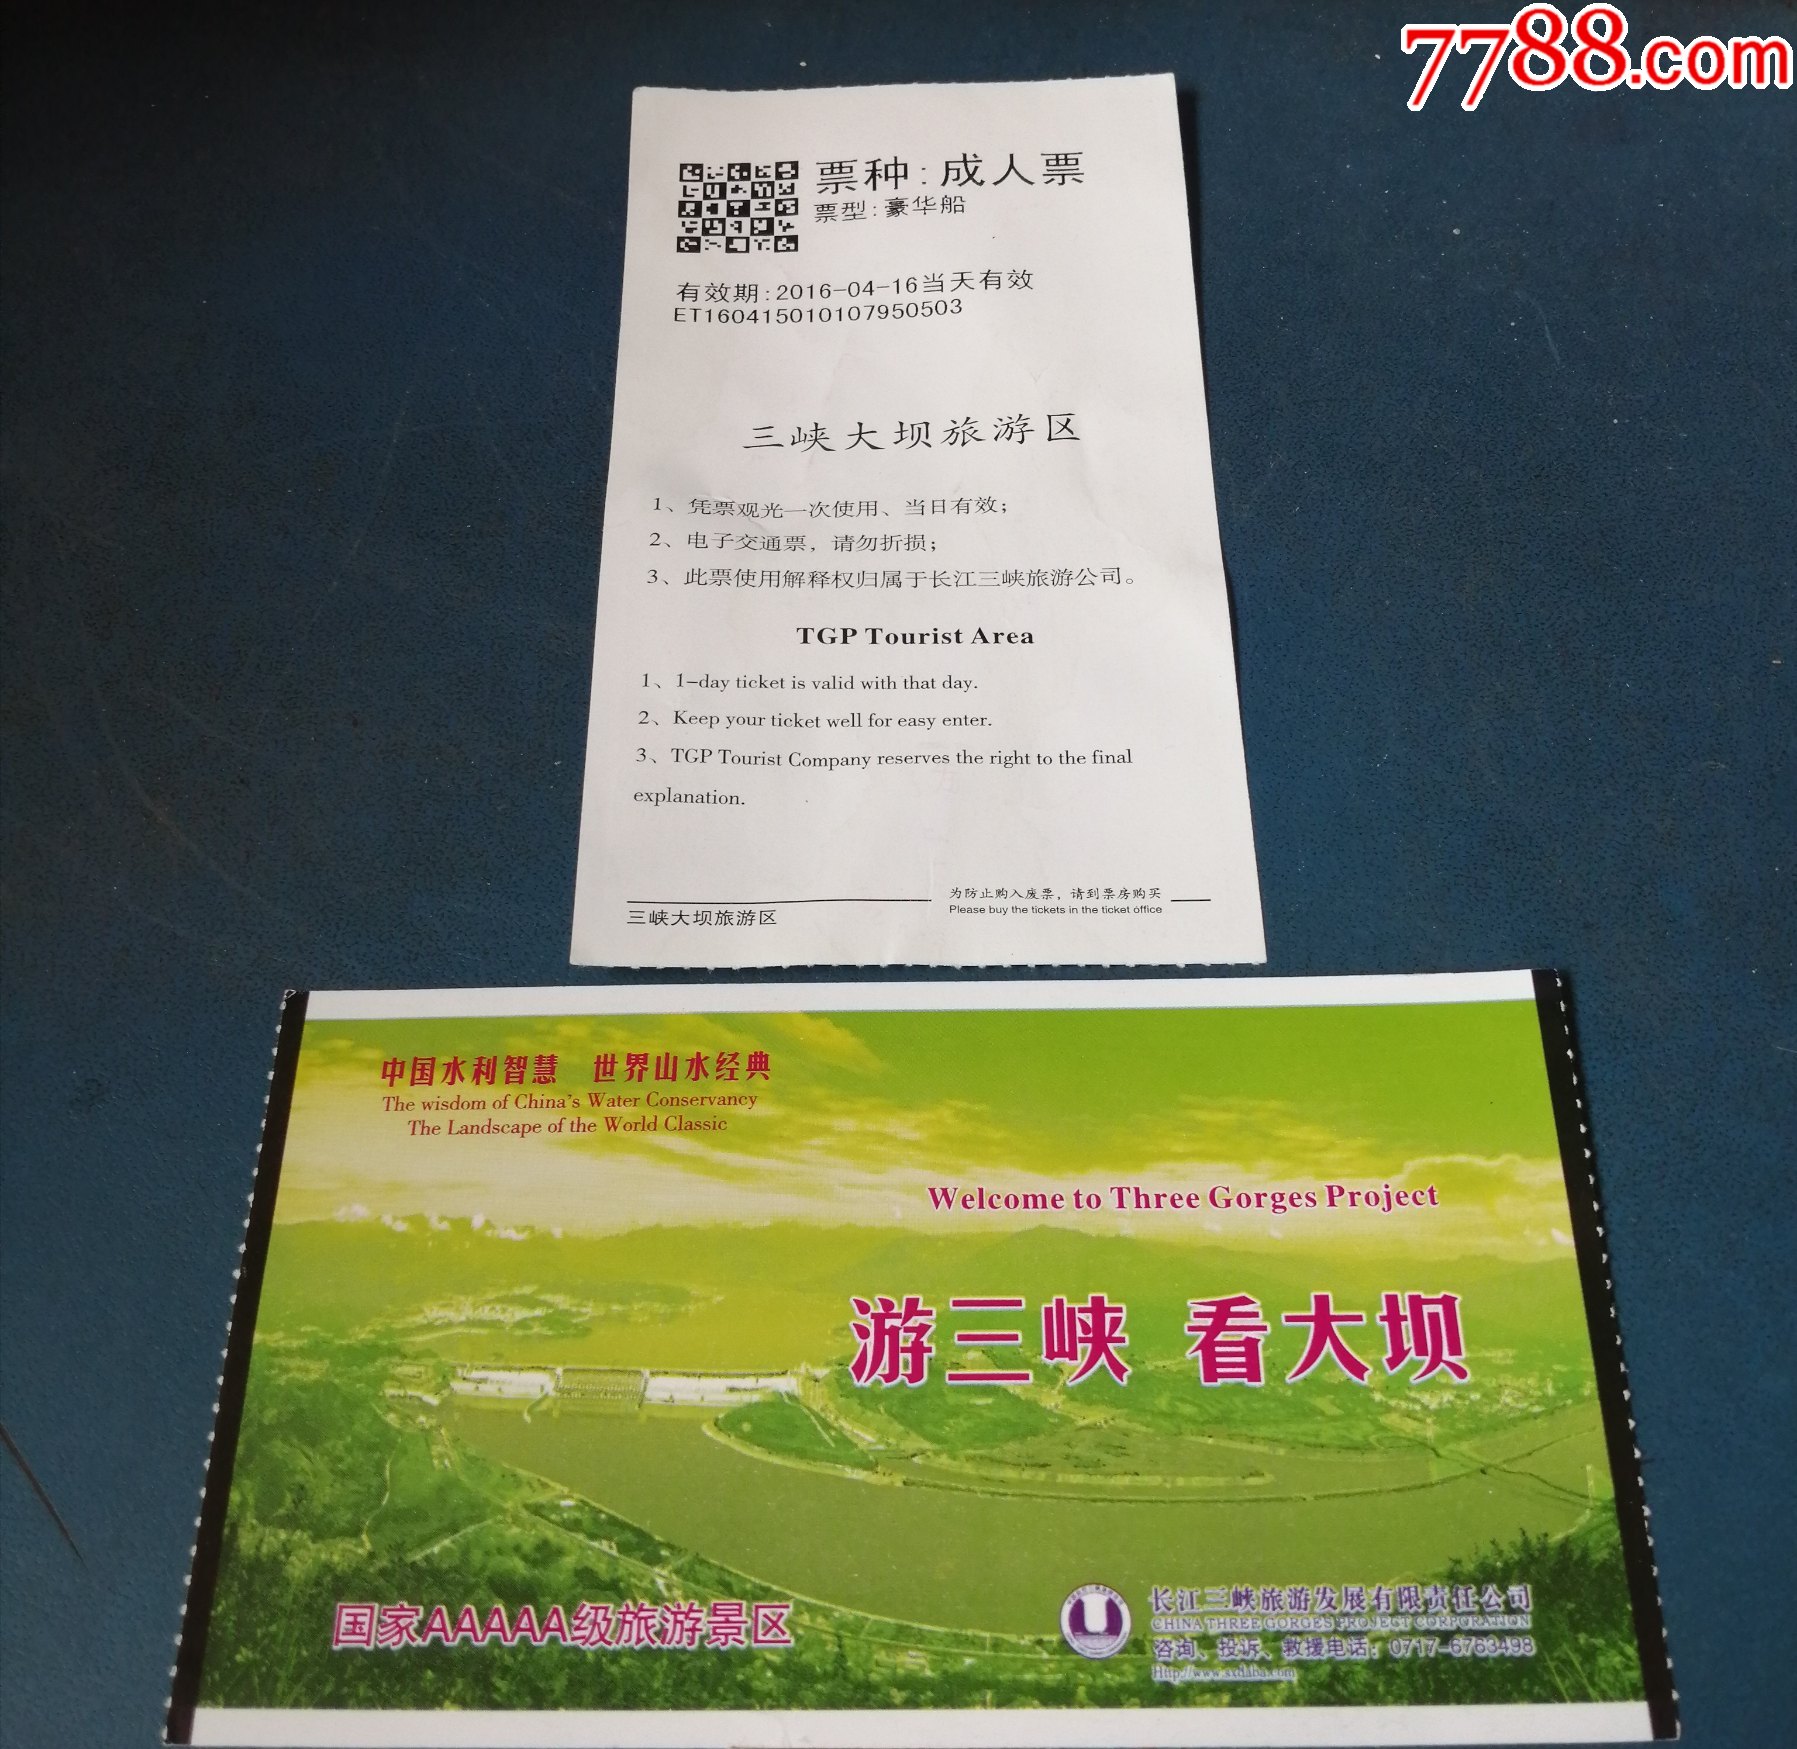 7788.com
票种:成人票
票型:豪华船
有效期:2016-04-16当天有效
ET160415010107950503
三峡大坝旅游区
1、凭票观光一次使用、当日有效；
2、电子交通票，请勿折损；
3、此票使用解释权归属于长江三峡旅游公司。
TGP Tourist Area
1、1-day ticket is valid with that day.
2、Keep your ticket well for easy enter.
3、TGP Tourist Company reserves the right to the final
explanation.
为防止购入废票，请到票房购买
Please buy the tickets in the ticket office
三峡大坝旅游区
中国水利智慧 世界山水经典
The wisdom of China's Water Conservancy
The Landscape of the World Classic
Welcome to Three Gorges Project
游三峡 看大坝
国家AAAAA级旅游景区
长江三峡旅游发展有限责任公司
CHINA THREE GORGES PROJECT CORPORATION
咨询、投诉、救援电话：0717-6763498
Http://www.sxdaba.com